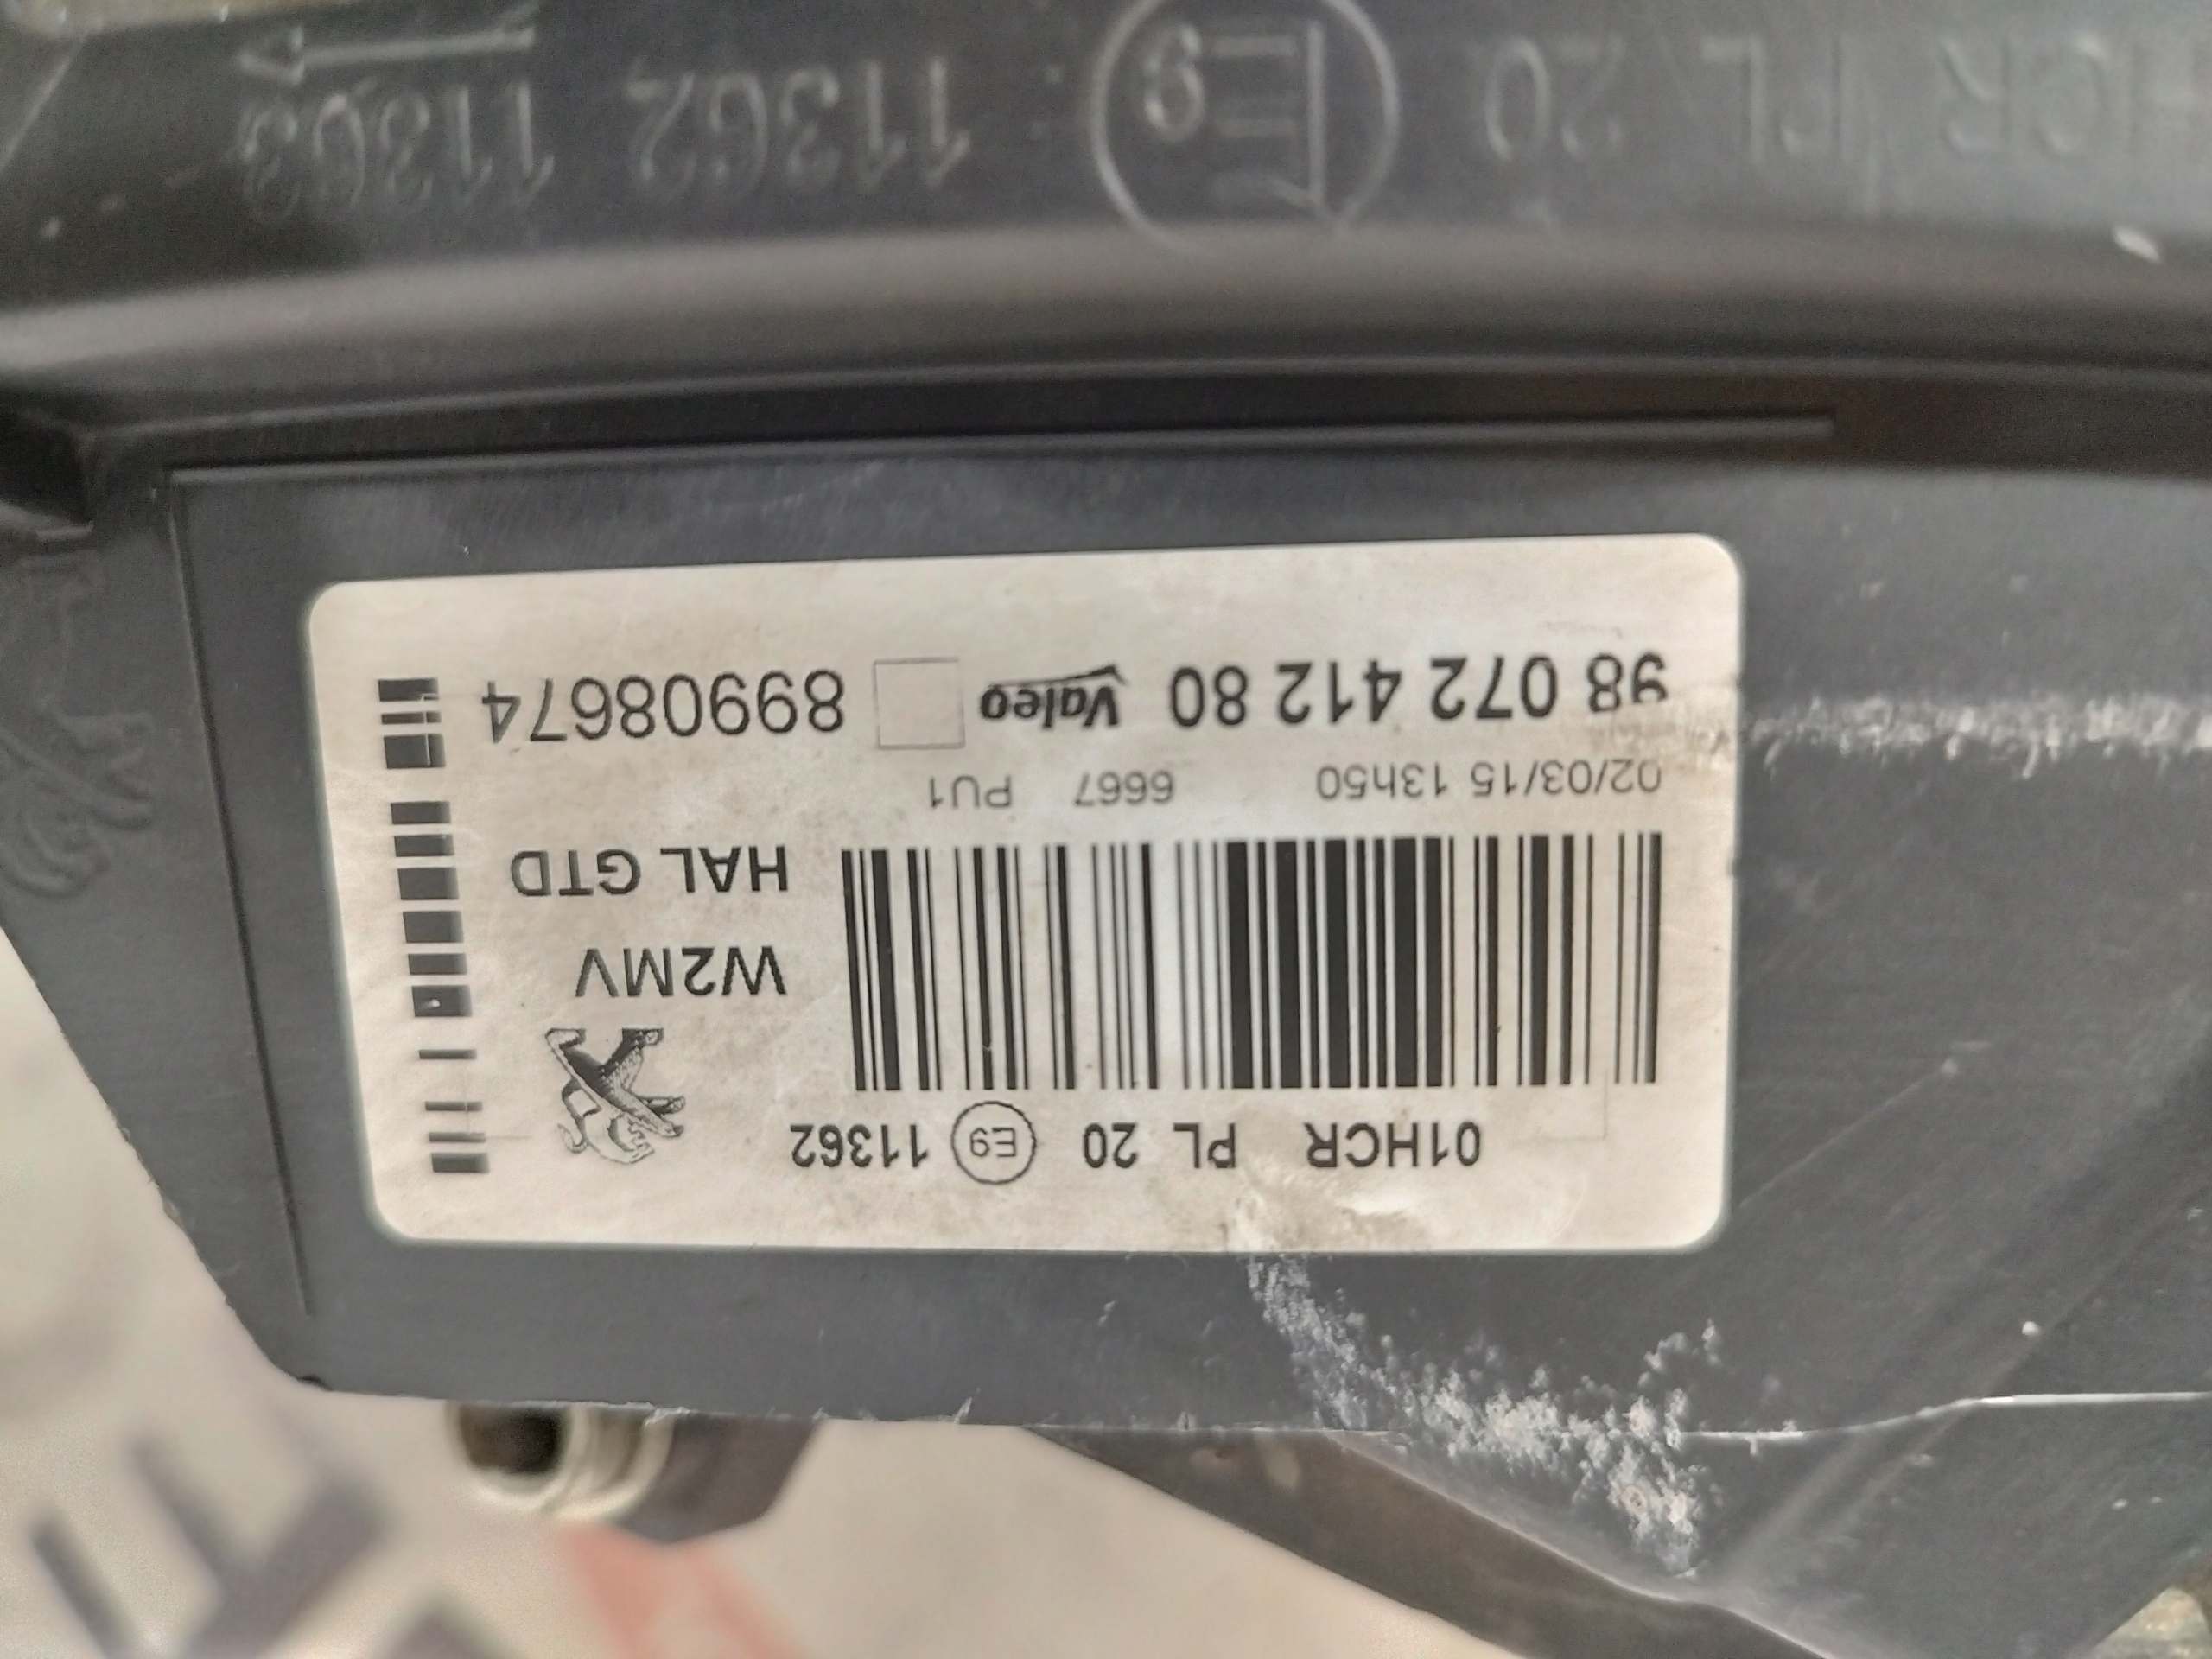 01HCR PL 20 E9 11362
W2MV
HAL GTD
02/03/15 13h50 6667 PU1
98 072 412 80 Valeo 89908674
PL 20 E9 11362 11363